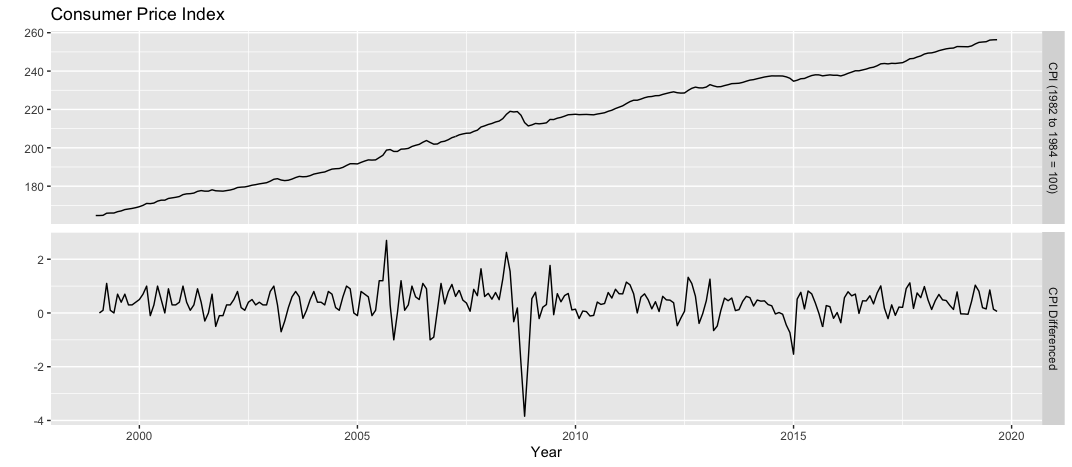 Consumer Price Index
260
240
220
200
180
CPI (1982 to 1984 = 100)
2
0
-2
-4
CPI Differenced
2000 2005 2010 2015 2020
Year